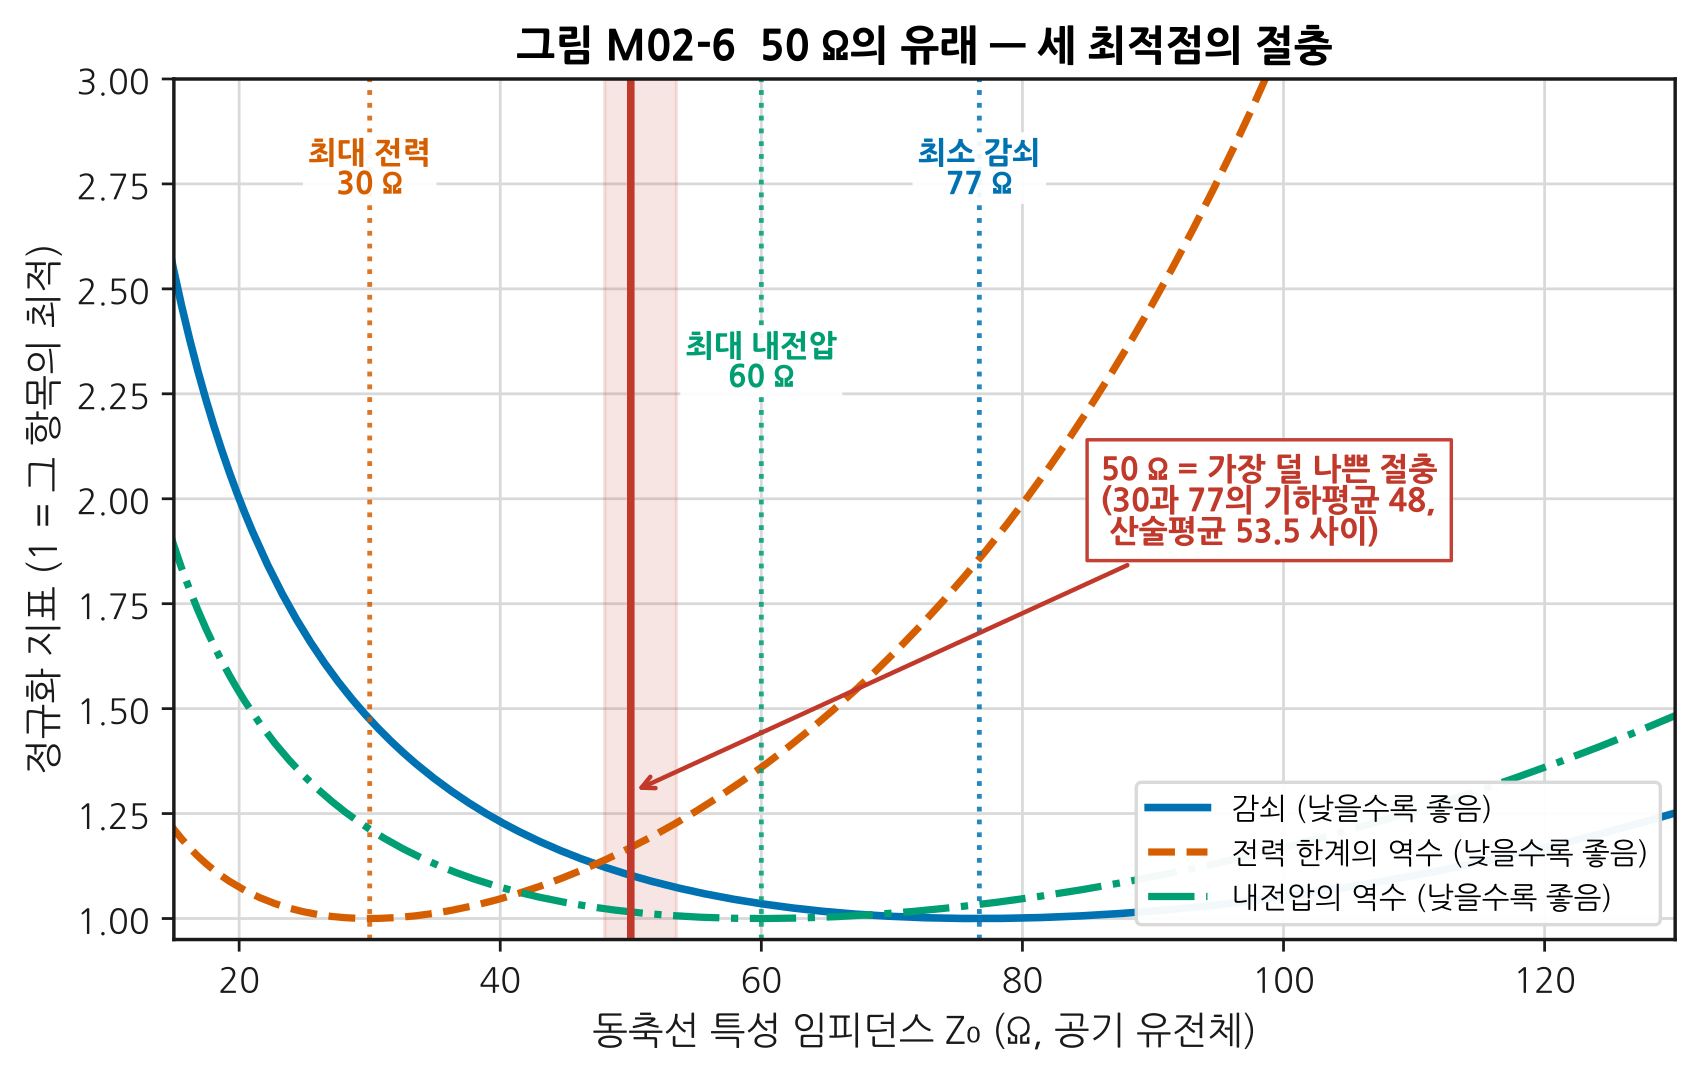 그림 M02-6  50 Ω의 유래 — 세 최적점의 절충
정규화 지표 (1 = 그 항목의 최적)
3.00
2.75
2.50
2.25
2.00
1.75
1.50
1.25
1.00
최대 전력
30 Ω
최소 감쇠
77 Ω
최대 내전압
60 Ω
50 Ω = 가장 덜 나쁜 절충
(30과 77의 기하평균 48,
산술평균 53.5 사이)
감쇠 (낮을수록 좋음)
전력 한계의 역수 (낮을수록 좋음)
내전압의 역수 (낮을수록 좋음)
20 40 60 80 100 120
동축선 특성 임피던스 Z₀ (Ω, 공기 유전체)